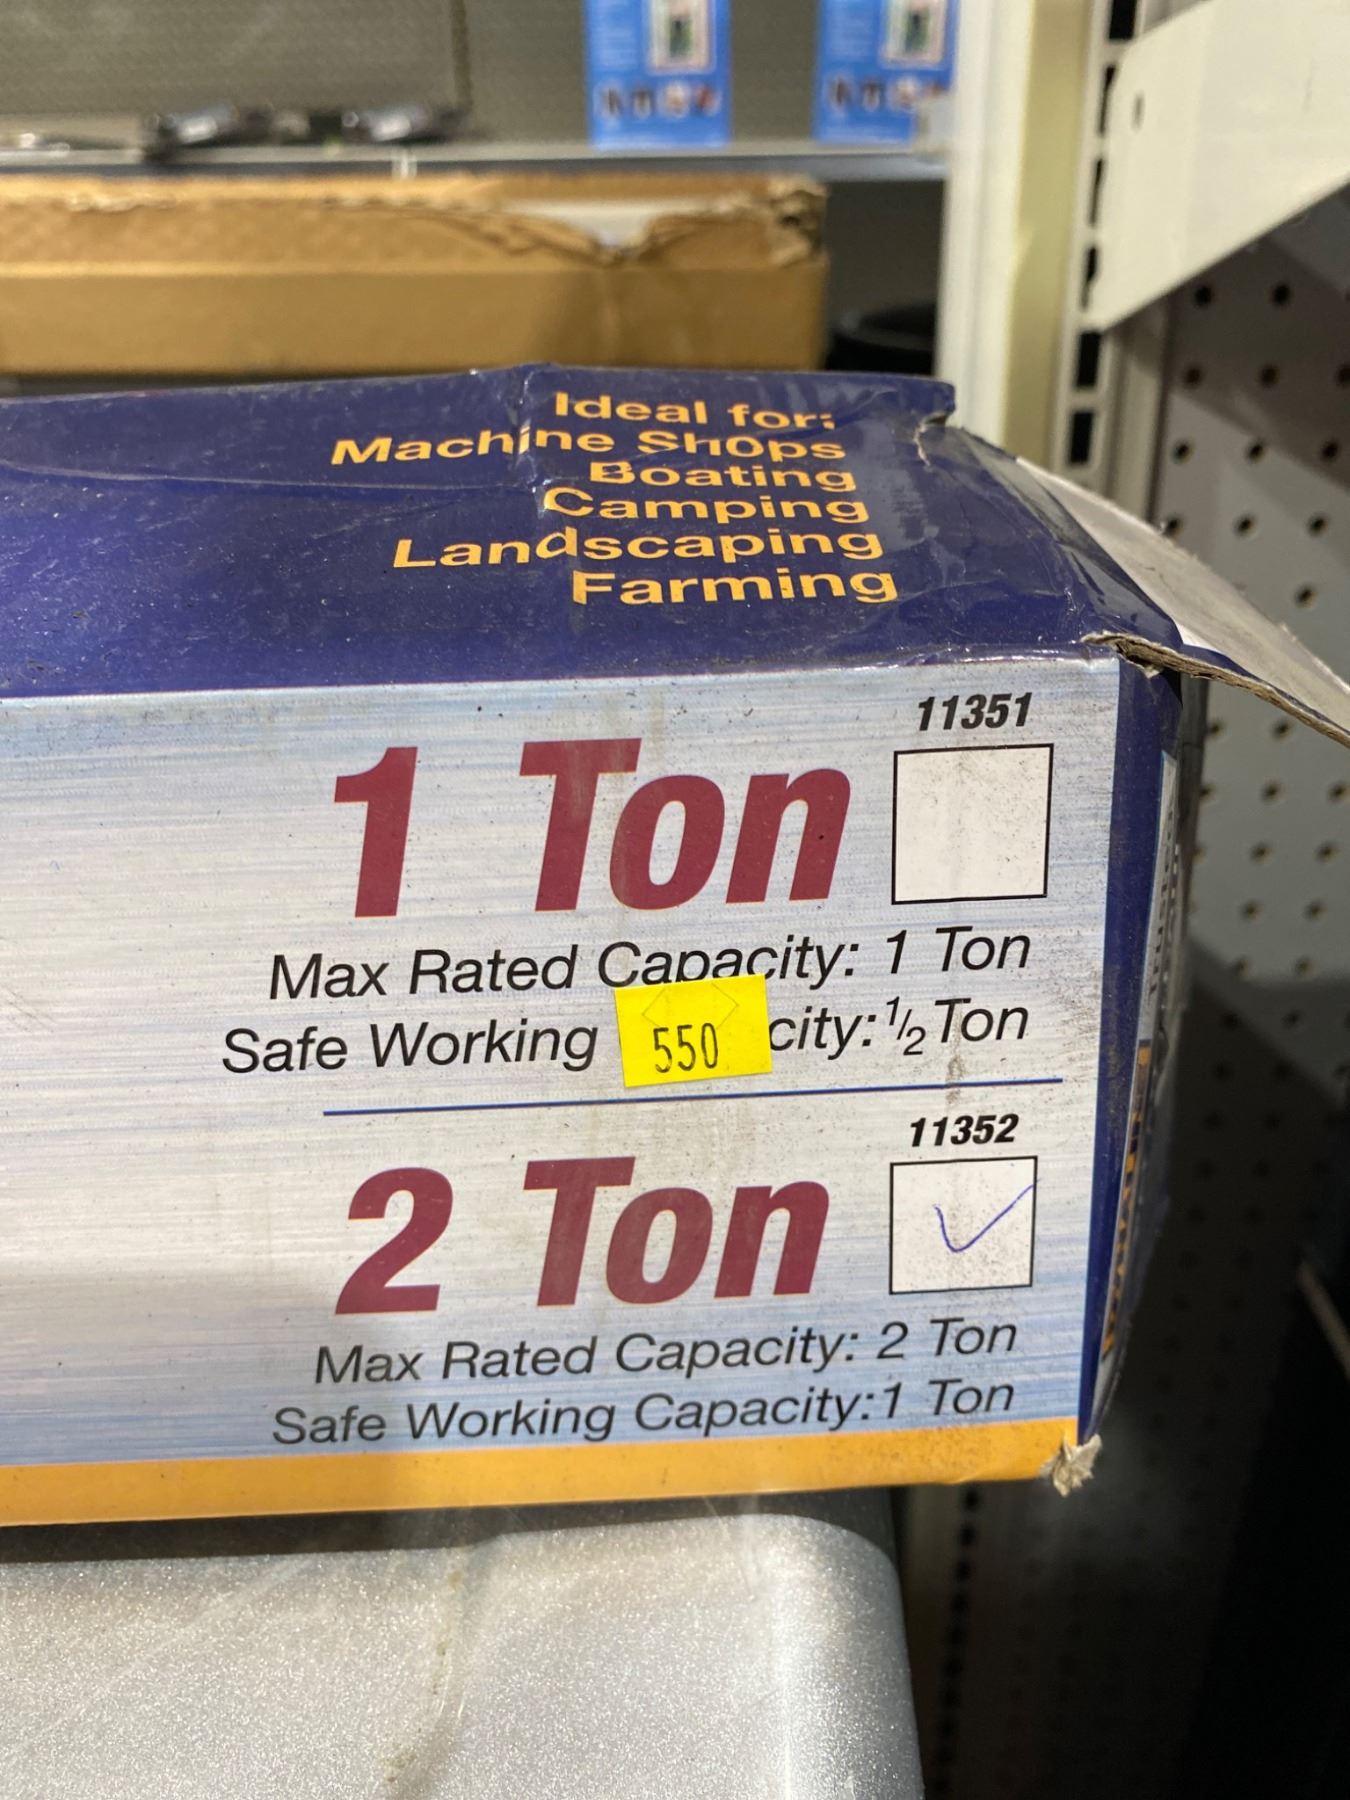 Ideal for:
Machine Shops
Boating
Camping
Landscaping
Farming
11351
1 Ton
Max Rated Capacity: 1 Ton
Safe Working city: 1/2 Ton
550
11352
2 Ton
Max Rated Capacity: 2 Ton
Safe Working Capacity: 1 Ton